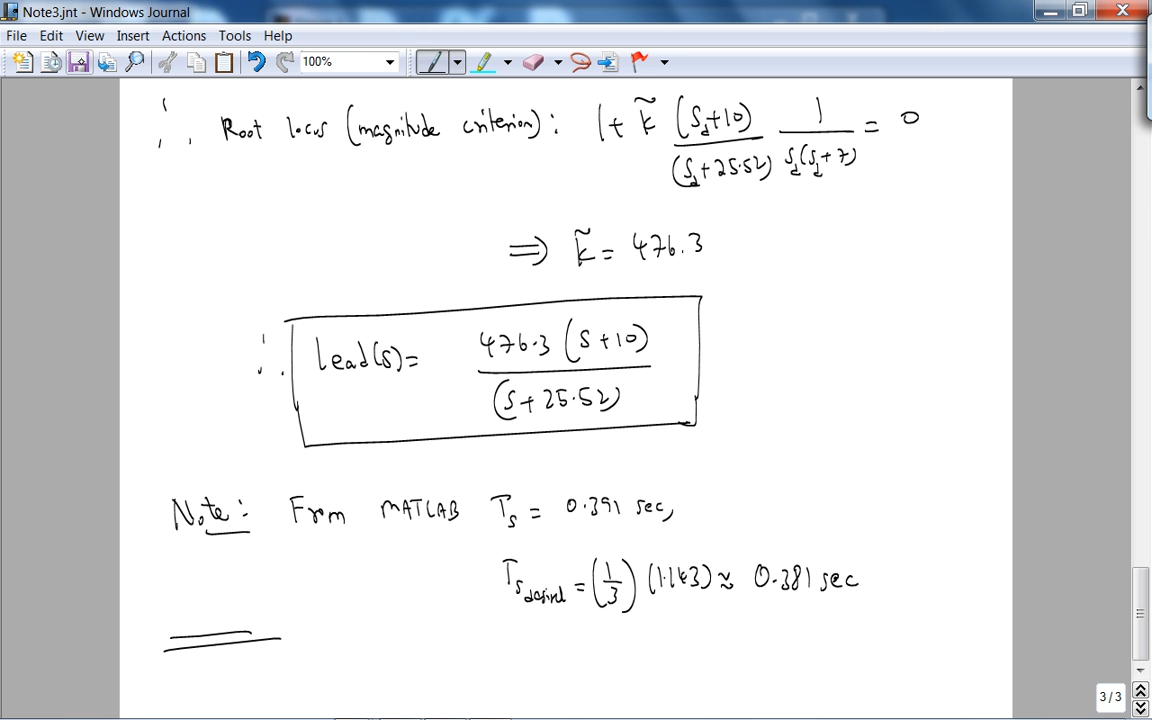 Note3.jnt - Windows Journal
File Edit View Insert Actions Tools Help
100%
∴ Root locus (magnitude criterion): 1 + k̃ (s_d+10)/(s_d+25.52) 1/(s_d(s_d+7)) = 0
⇒ k̃ = 476.3
∴ Lead(s) = 476.3 (s+10)/(s+25.52)
Note: From MATLAB T_s = 0.391 sec,
T_s desired = (1/3) (1.143) ≈ 0.381 sec
3 / 3